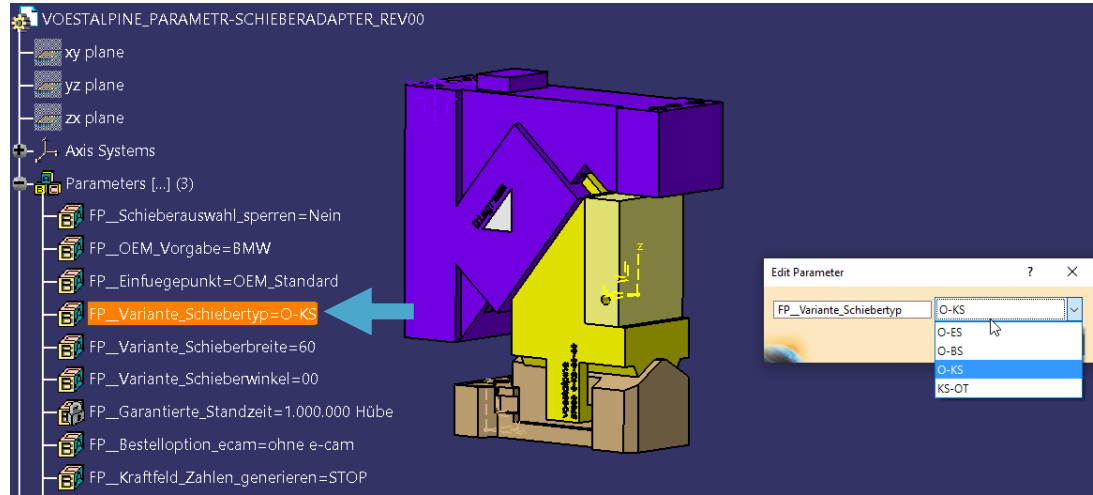 VOESTALPINE_PARAMETR-SCHIEBERADAPTER_REV00
xy plane
yz plane
zx plane
Axis Systems
Parameters [...] (3)
FP__Schieberauswahl_sperren=Nein
FP__OEM_Vorgabe=BMW
FP__Einfuegepunkt=OEM_Standard
FP__Variante_Schiebertyp=O-KS
FP__Variante_Schieberbreite=60
FP__Variante_Schieberwinkel=00
FP__Garantierte_Standzeit=1.000.000 Hübe
FP__Bestelloption_ecam=ohne e-cam
FP__Kraftfeld_Zahlen_generieren=STOP
Diagramm
z
y
voestalpine
Edit Parameter
?
FP__Variante_Schiebertyp
O-KS
O-ES
O-BS
O-KS
KS-OT